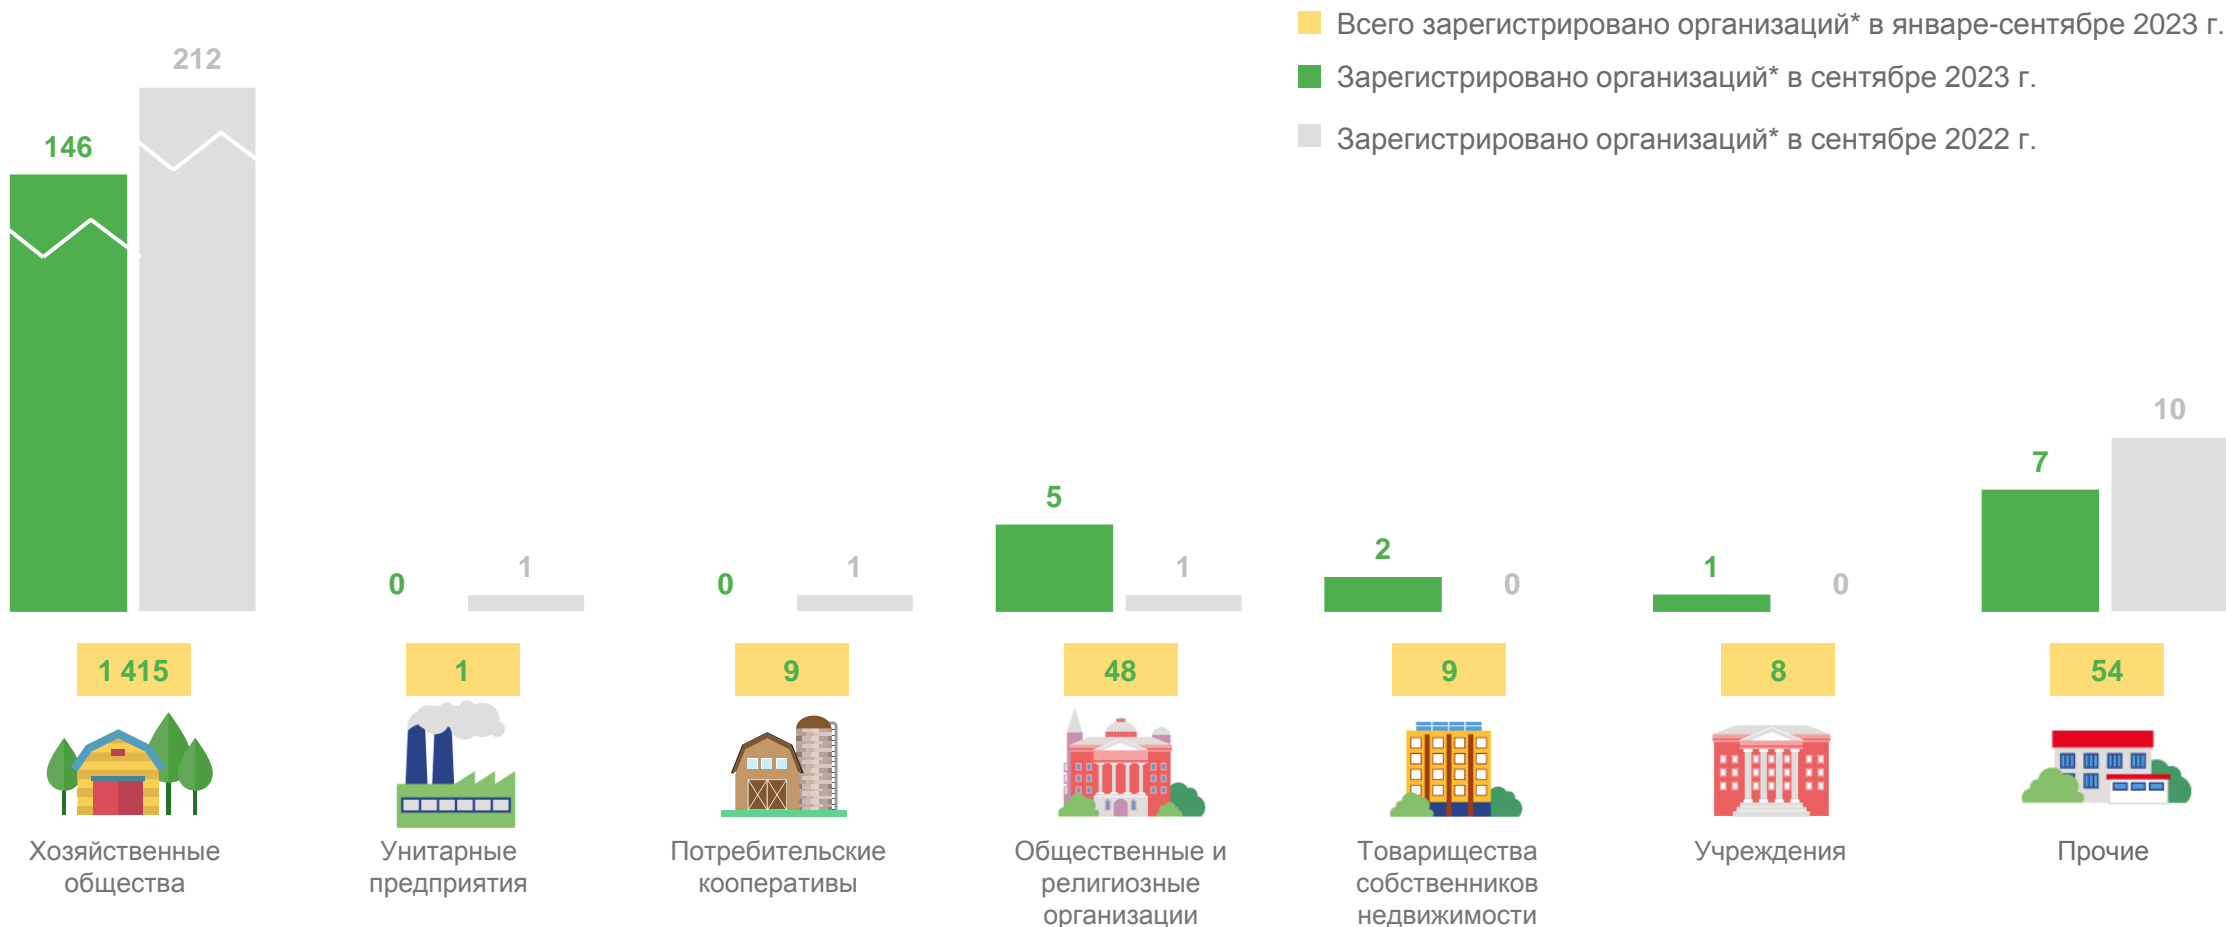 Всего зарегистрировано организаций* в январе-сентябре 2023 г.
Зарегистрировано организаций* в сентябре 2023 г.
Зарегистрировано организаций* в сентябре 2022 г.
212
146
10
7
5
2
1
1
1
1
0
0
0
0
1 415
1
9
48
9
8
54
Хозяйственные
общества
Унитарные
предприятия
Потребительские
кооперативы
Общественные и
религиозные
организации
Товарищества
собственников
недвижимости
Учреждения
Прочие